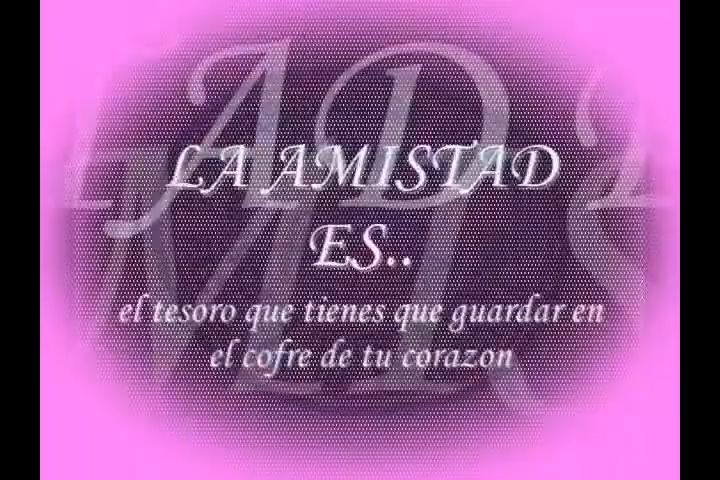 LA AMISTAD
ES..
el tesoro que tienes que guardar en
el cofre de tu corazon